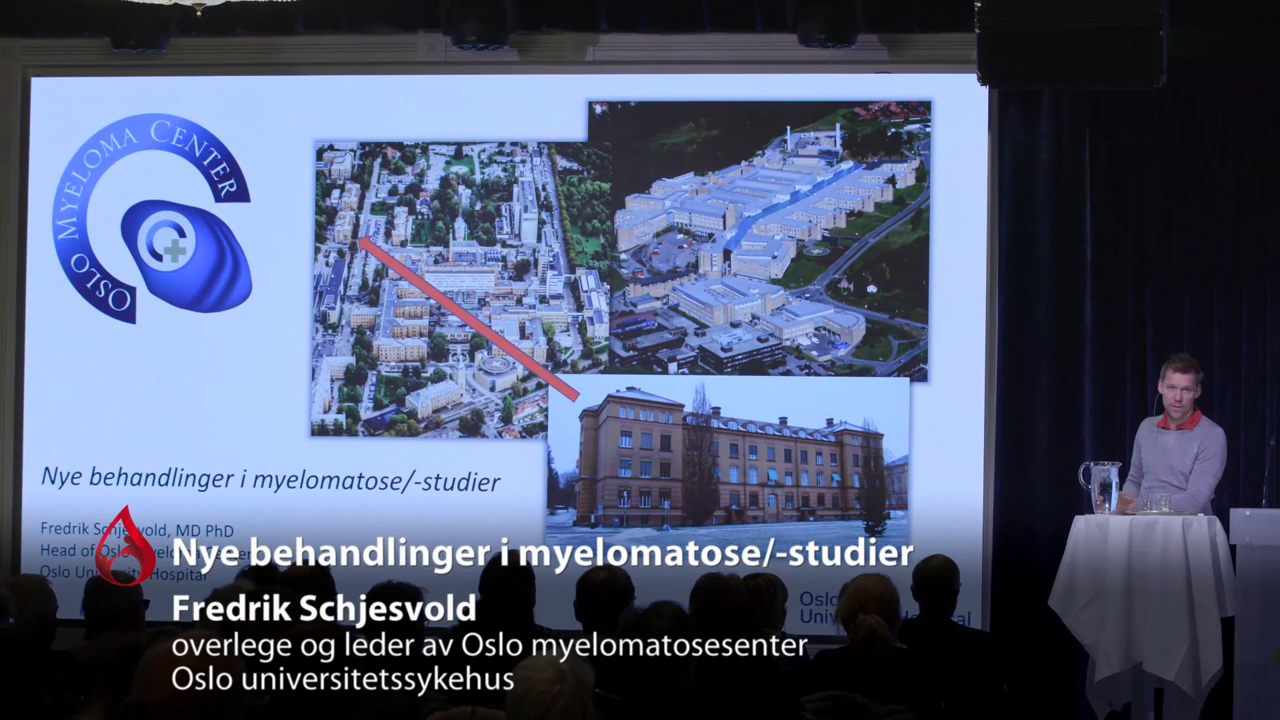 OSLO MYELOMA CENTER
Nye behandlinger i myelomatose/-studier
Fredrik Schjesvold, MD PhD
Head of Oslo
Oslo University Hospital
Nye behandlinger i myelomatose/-studier
Fredrik Schjesvold
overlege og leder av Oslo myelomatosesenter
Oslo universitetssykehus
Oslo